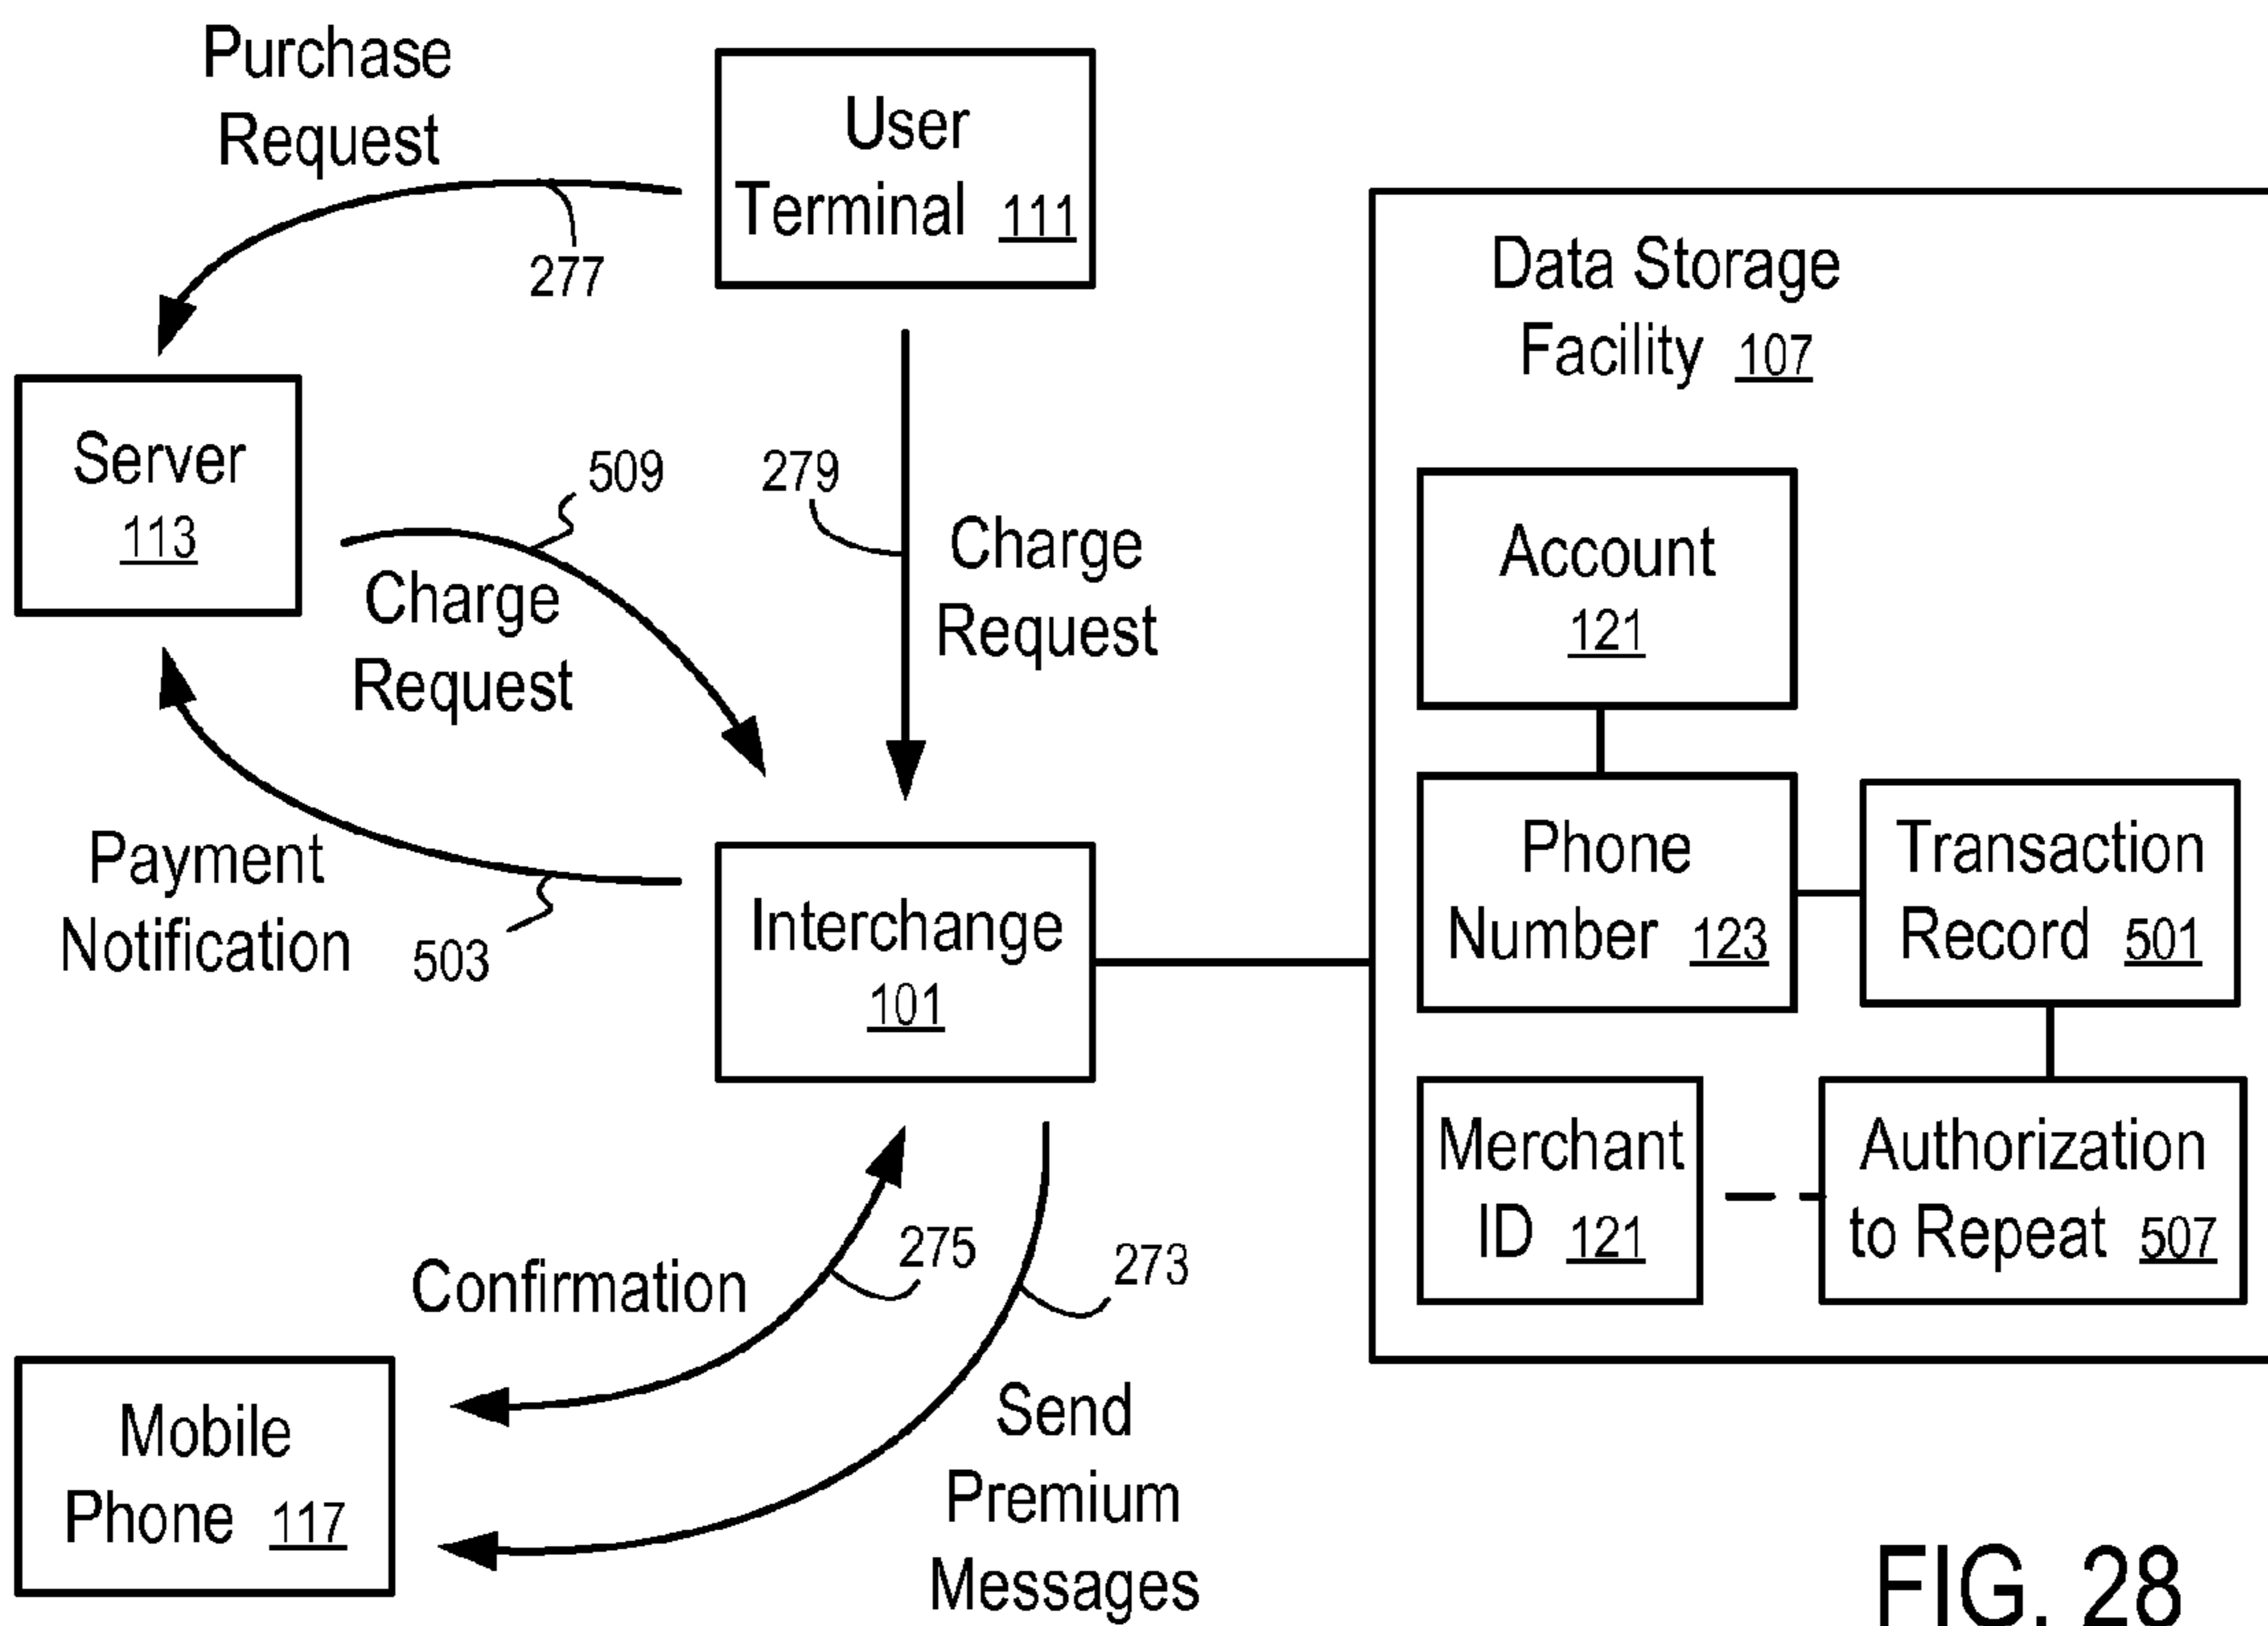 Purchase
Request
277
User
Terminal 111
Server
113
509
Charge
Request
279
Charge
Request
Payment
Notification
503
Interchange
101
Confirmation
275
273
Send
Premium
Messages
Mobile
Phone 117
Data Storage
Facility 107
Account
121
Phone
Number 123
Transaction
Record 501
Merchant
ID 121
Authorization
to Repeat 507
FIG. 28